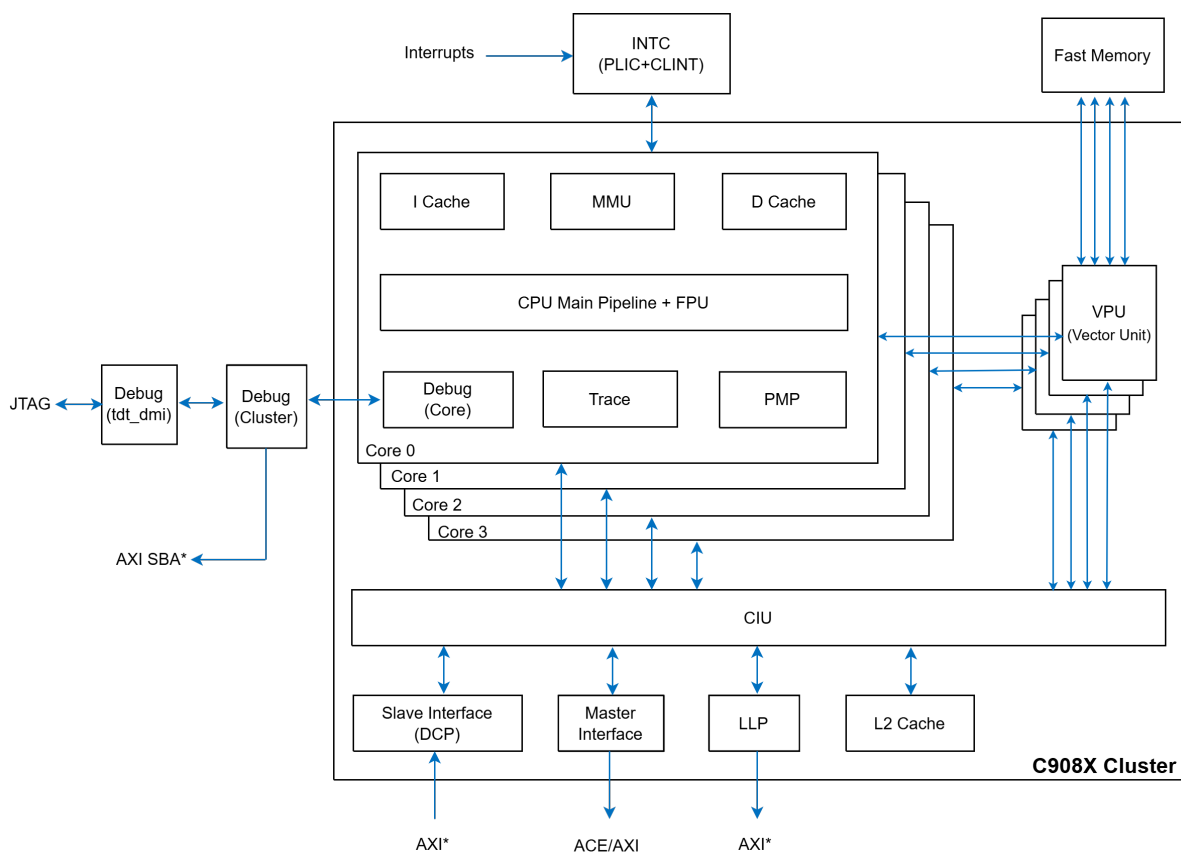 Interrupts
INTC
(PLIC+CLINT)
Fast Memory
I Cache
MMU
D Cache
CPU Main Pipeline + FPU
VPU
(Vector Unit)
JTAG
Debug
(tdt_dmi)
Debug
(Cluster)
Debug
(Core)
Trace
PMP
Core 0
Core 1
Core 2
Core 3
AXI SBA*
CIU
Slave Interface
(DCP)
Master
Interface
LLP
L2 Cache
C908X Cluster
AXI*
ACE/AXI
AXI*